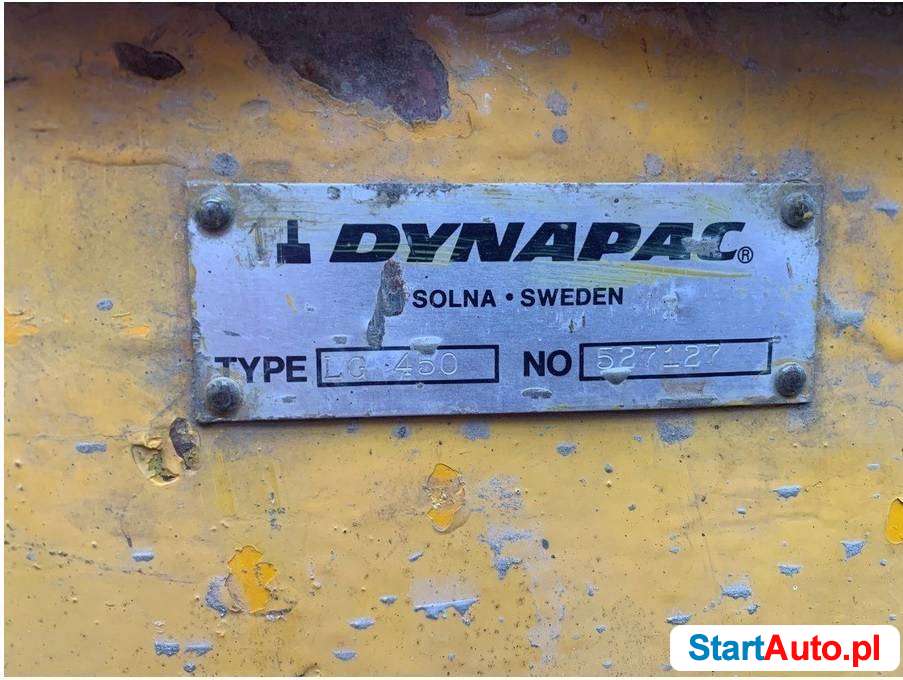 DYNAPAC®
SOLNA • SWEDEN
TYPE LG 450 NO 527127
StartAuto.pl